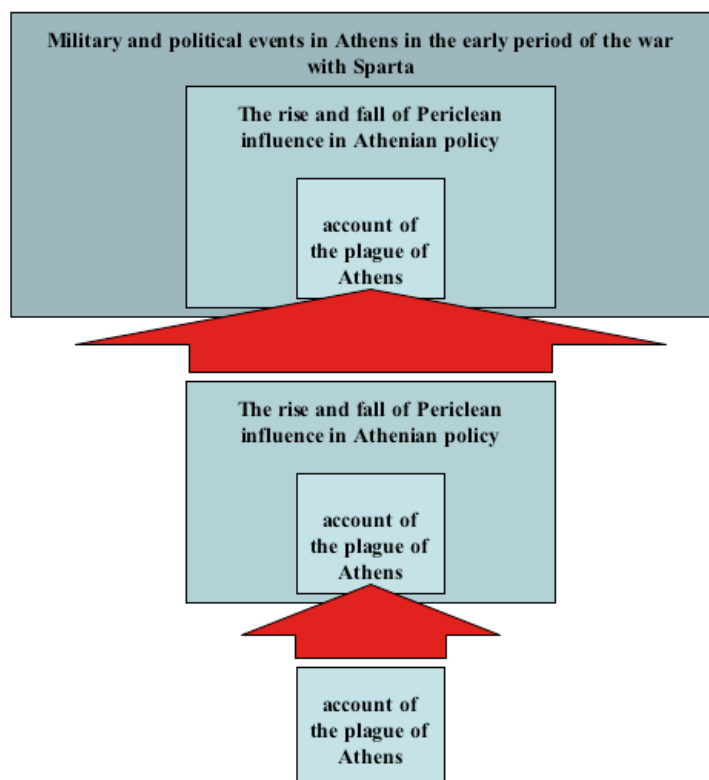 Military and political events in Athens in the early period of the war
with Sparta
The rise and fall of Periclean
influence in Athenian policy
account of
the plague of
Athens
The rise and fall of Periclean
influence in Athenian policy
account of
the plague of
Athens
account of
the plague of
Athens